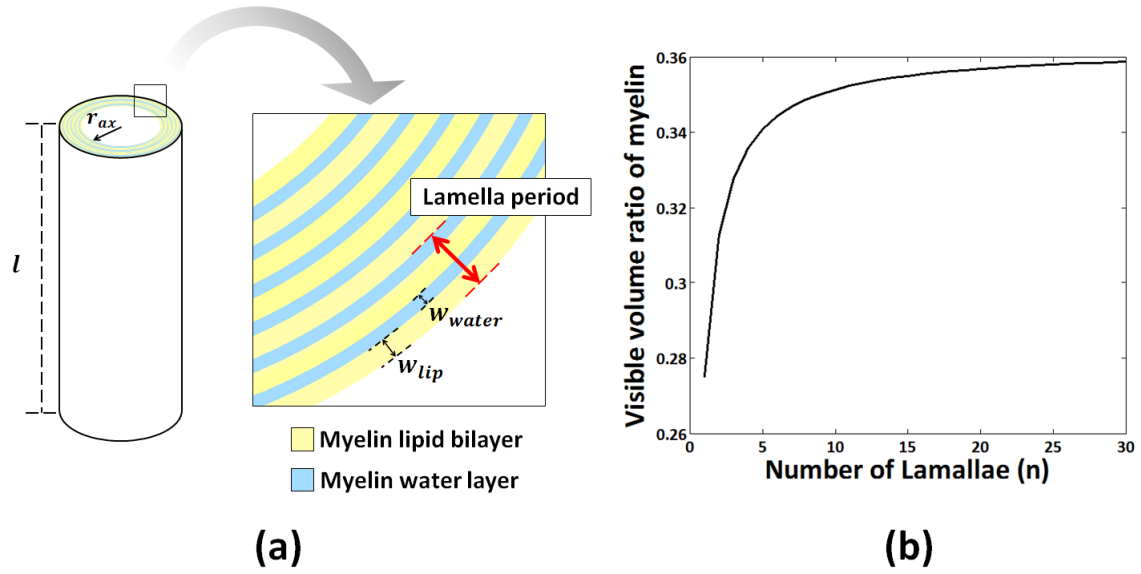 r_ax
l
Lamella period
w_water
w_lip
Myelin lipid bilayer
Myelin water layer
(a)
Visible volume ratio of myelin
0.36
0.34
0.32
0.3
0.28
0.26
0 5 10 15 20 25 30
Number of Lamallae (n)
(b)